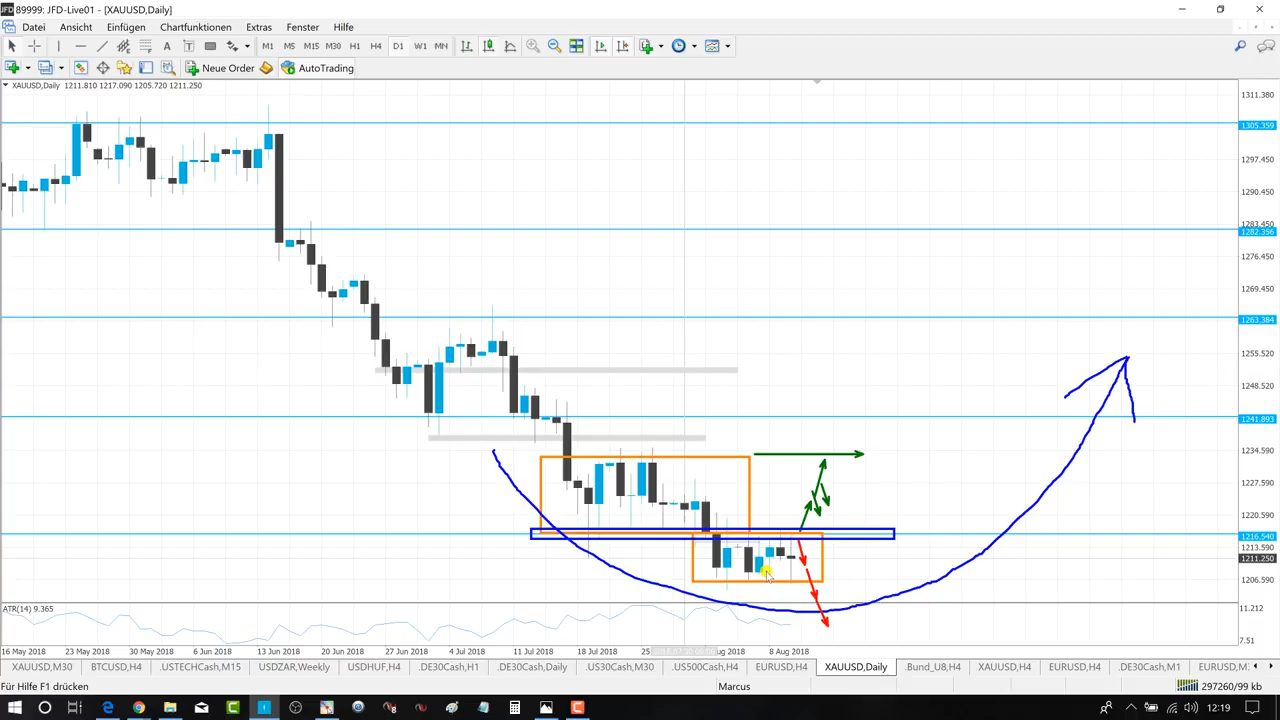 JFD 89999: JFD-Live01 - [XAUUSD,Daily]
Datei Ansicht Einfügen Chartfunktionen Extras Fenster Hilfe
A T M1 M5 M15 M30 H1 H4 D1 W1 MN
New Order AutoTrading
XAUUSD,Daily 1211.810 1217.090 1205.720 1211.250
1311.380
1305.359
1297.450
1290.450
1283.450
1282.356
1276.450
1269.450
1263.384
1255.520
1248.520
1241.893
1234.590
1227.590
1220.590
1216.540
1213.590
1211.250
1206.590
ATR(14) 9.365
11.212
7.51
16 May 2018 23 May 2018 30 May 2018 6 Jun 2018 13 Jun 2018 20 Jun 2018 27 Jun 2018 4 Jul 2018 11 Jul 2018 18 Jul 2018 25 ug 2018 8 Aug 2018
XAUUSD,M30 BTCUSD,H4 .USTECHCash,M15 USDZAR,Weekly USDHUF,H4 .DE30Cash,H1 .DE30Cash,Daily .US30Cash,M30 .US500Cash,H4 EURUSD,H4 XAUUSD,Daily .Bund_U8,H4 XAUUSD,H4 EURUSD,H4 .DE30Cash,M1 EURUSD,M
Für Hilfe F1 drücken Marcus 297260/99 kb
12:19